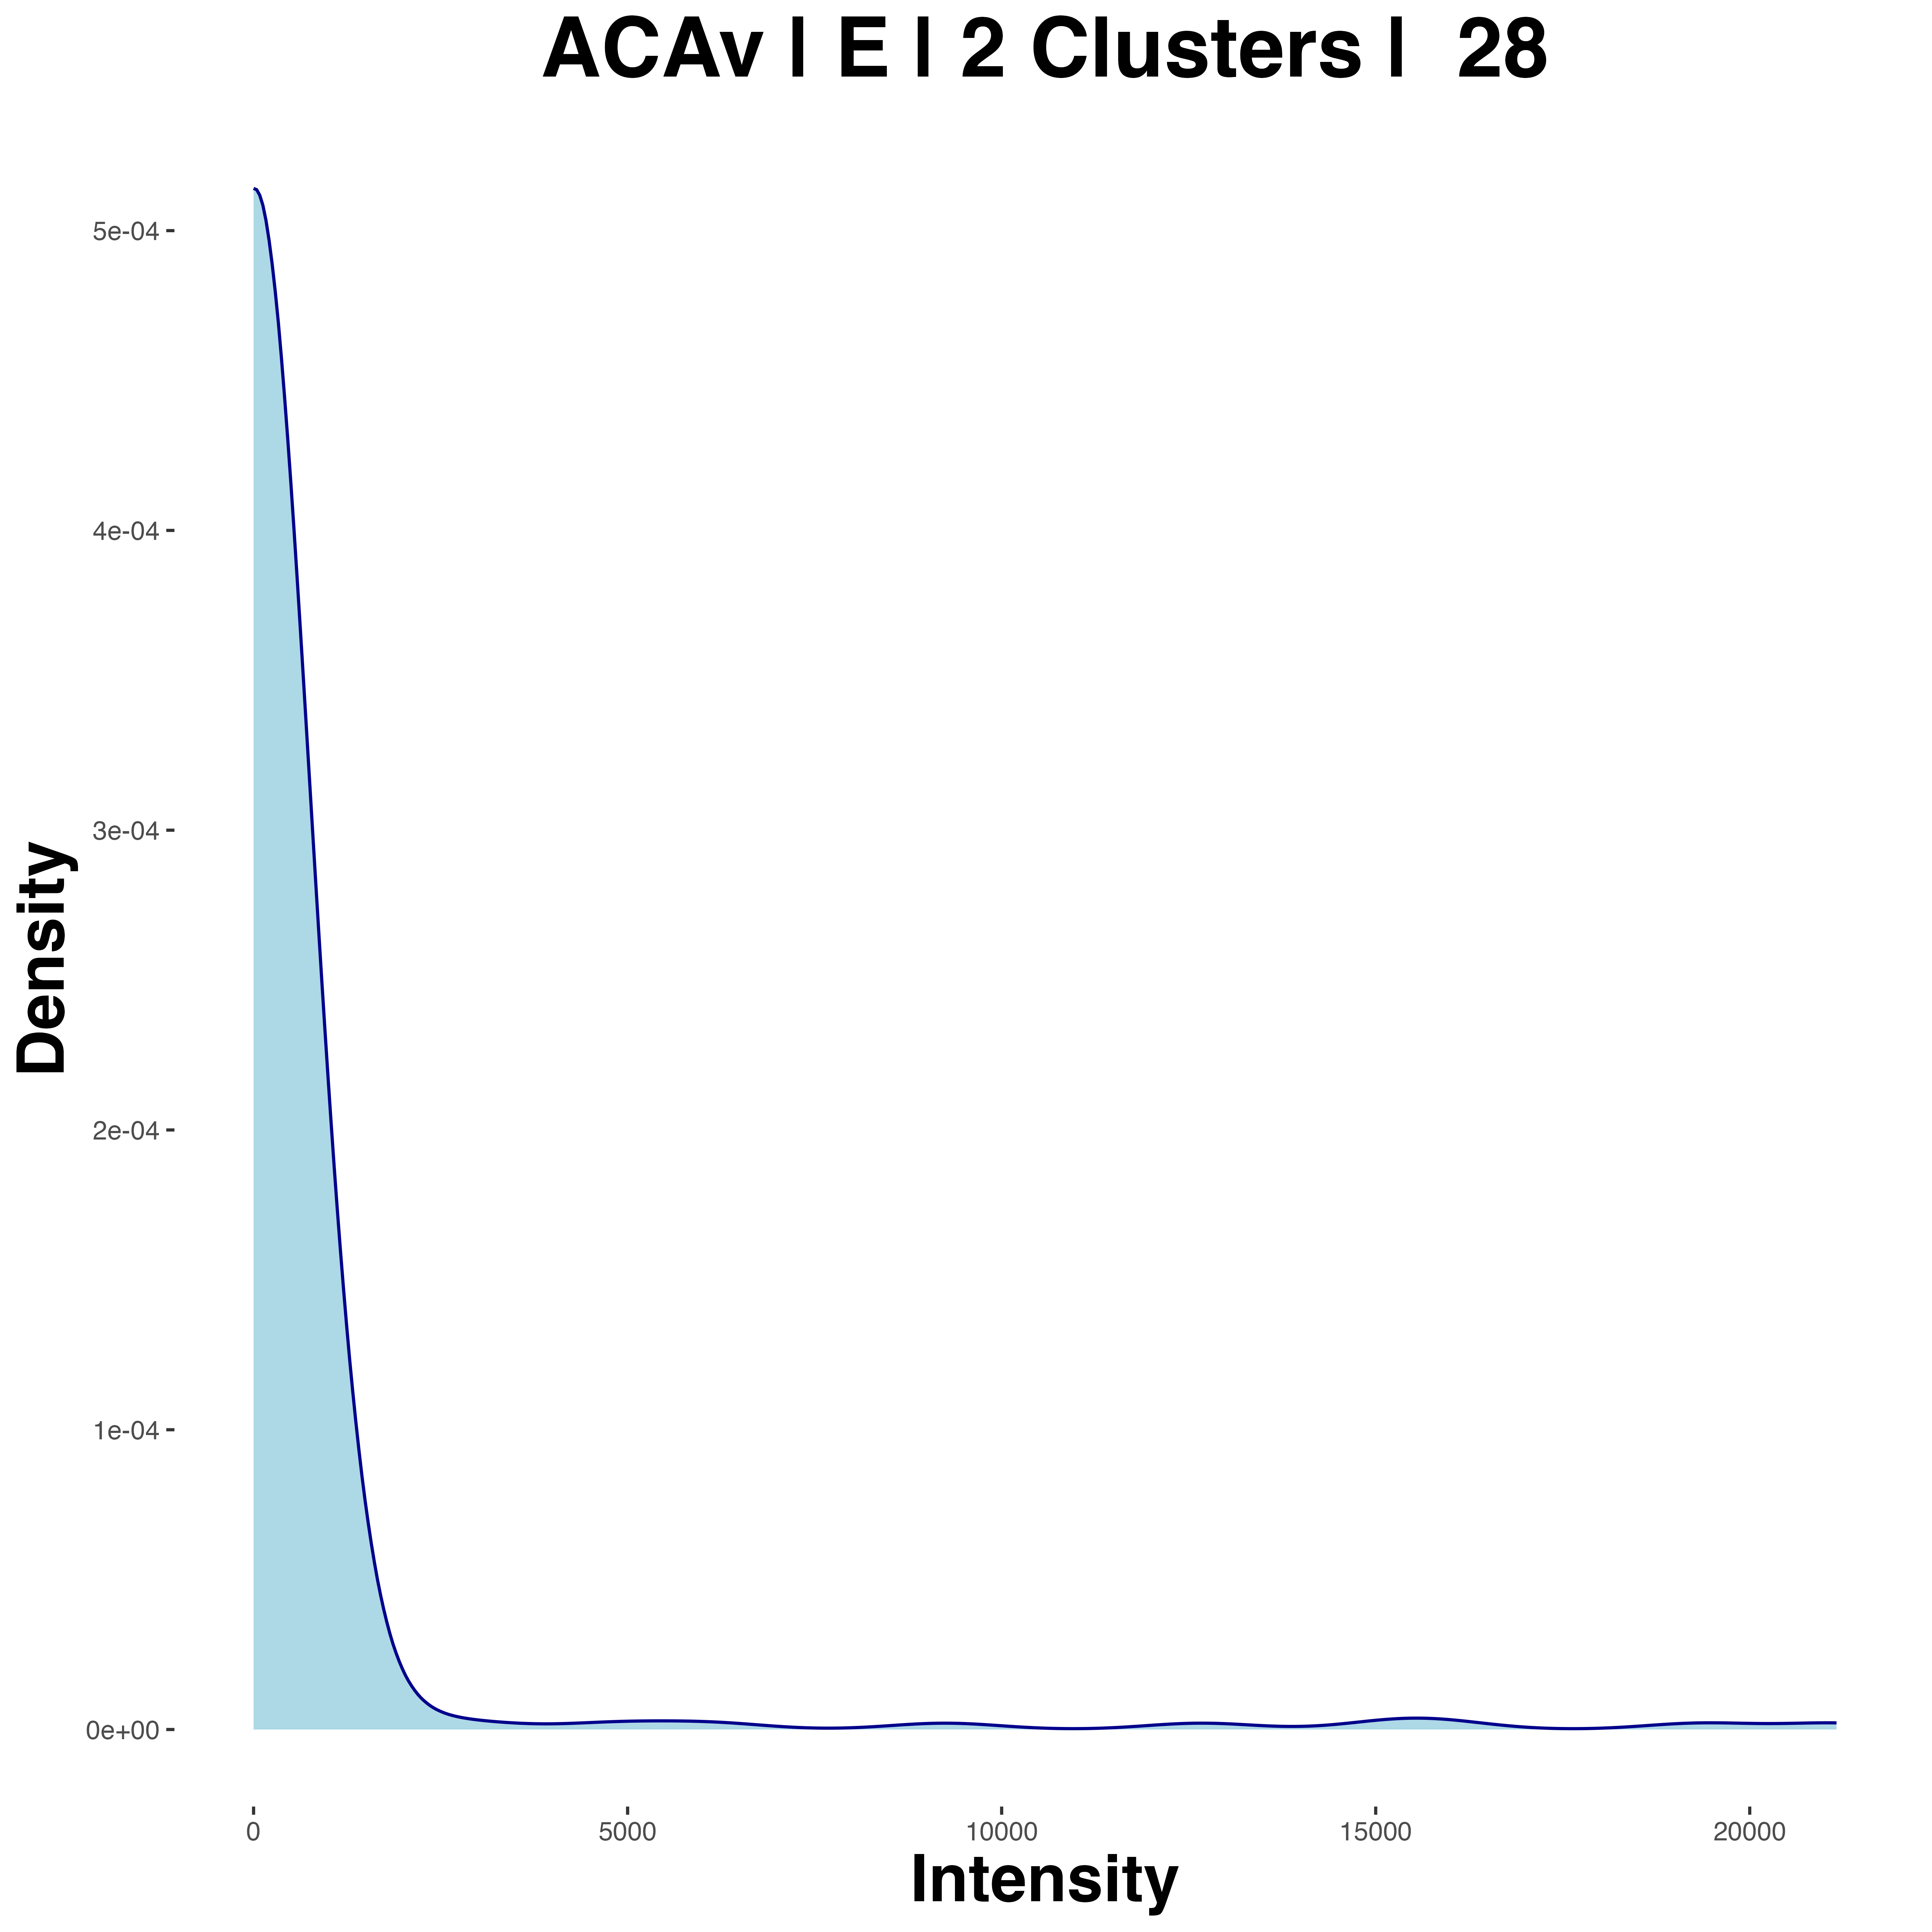 ACAv | E | 2 Clusters |  28
Density
5e-04
4e-04
3e-04
2e-04
1e-04
0e+00
0 5000 10000 15000 20000
Intensity